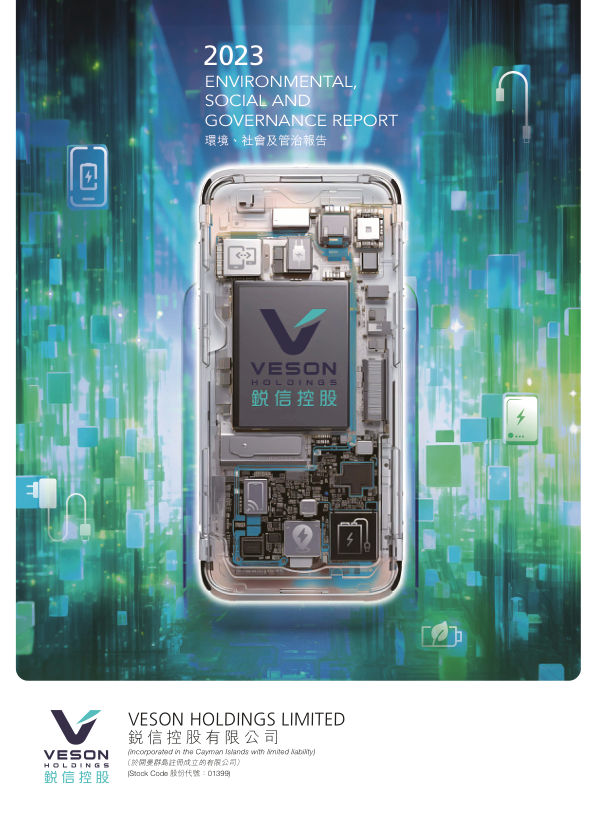 2023
ENVIRONMENTAL,
SOCIAL AND
GOVERNANCE REPORT
環境、社會及管治報告
VESON
HOLDINGS
鋭信控股
VESON HOLDINGS LIMITED
鋭信控股有限公司
(incorporated in the Cayman Islands with limited liability)
(於開曼群島註冊成立的有限公司)
(Stock Code 股份代號：01399)
VESON
HOLDINGS
鋭信控股